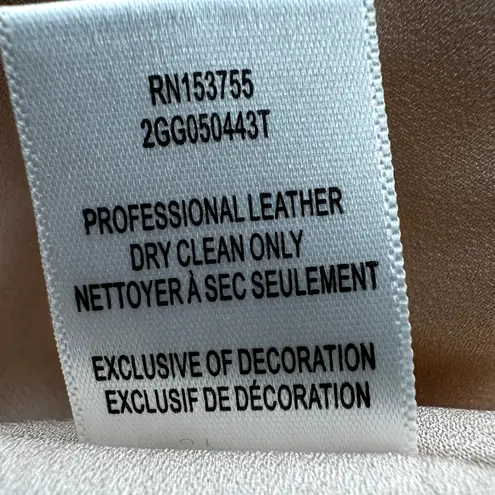 RN153755
2GG050443T
PROFESSIONAL LEATHER
DRY CLEAN ONLY
NETTOYER À SEC SEULEMENT
EXCLUSIVE OF DECORATION
EXCLUSIF DE DÉCORATION